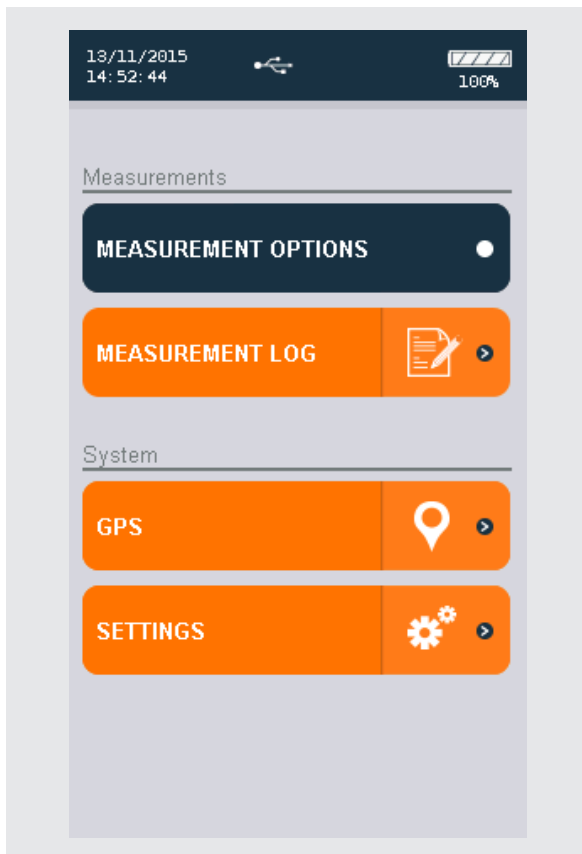 13/11/2015
14:52:44
100%
Measurements
MEASUREMENT OPTIONS
MEASUREMENT LOG
System
GPS
SETTINGS